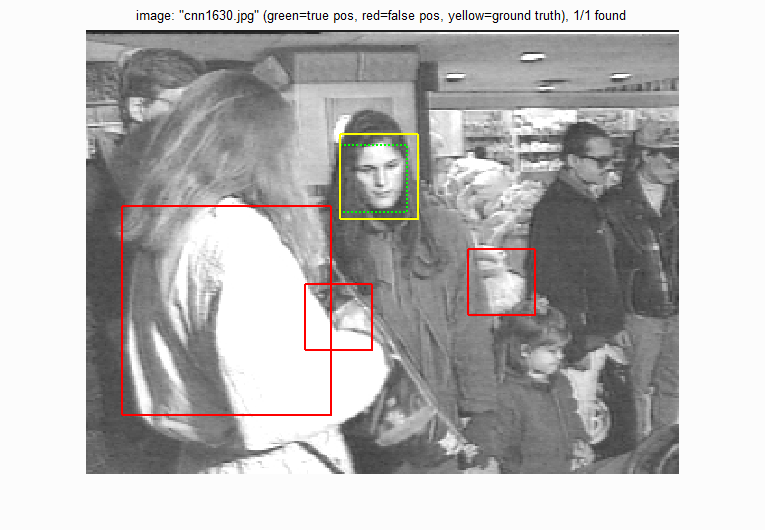 image: "cnn1630.jpg" (green=true pos, red=false pos, yellow=ground truth), 1/1 found